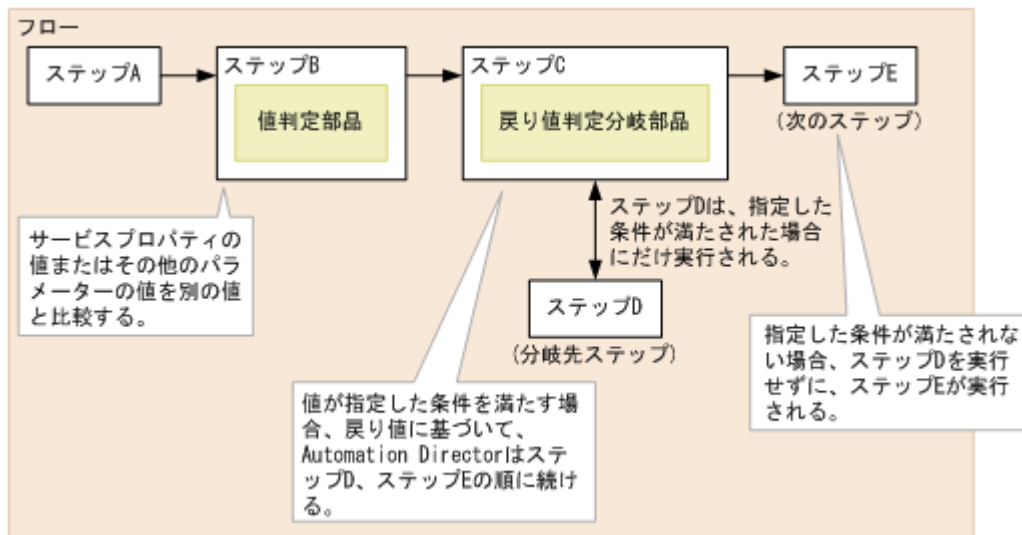 フロー
ステップA
ステップB
値判定部品
ステップC
戻り値判定分岐部品
ステップE
(次のステップ)
サービスプロパティの
値またはその他のパラ
メーターの値を別の値
と比較する。
ステップDは、指定した
条件が満たされた場合
にだけ実行される。
ステップD
(分岐先ステップ)
値が指定した条件を満たす場
合、戻り値に基づいて、
Automation Directorはステ
ップD、ステップEの順に続け
る。
指定した条件が満たされな
い場合、ステップDを実行
せずに、ステップEが実行
される。